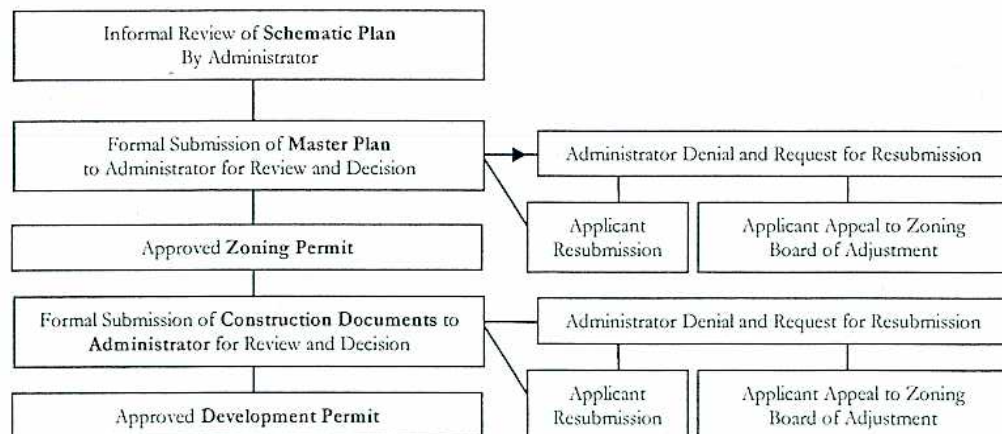 Informal Review of Schematic Plan
By Administrator
Formal Submission of Master Plan
to Administrator for Review and Decision
Administrator Denial and Request for Resubmission
Applicant
Resubmission
Applicant Appeal to Zoning
Board of Adjustment
Approved Zoning Permit
Formal Submission of Construction Documents to
Administrator for Review and Decision
Administrator Denial and Request for Resubmission
Applicant
Resubmission
Applicant Appeal to Zoning
Board of Adjustment
Approved Development Permit